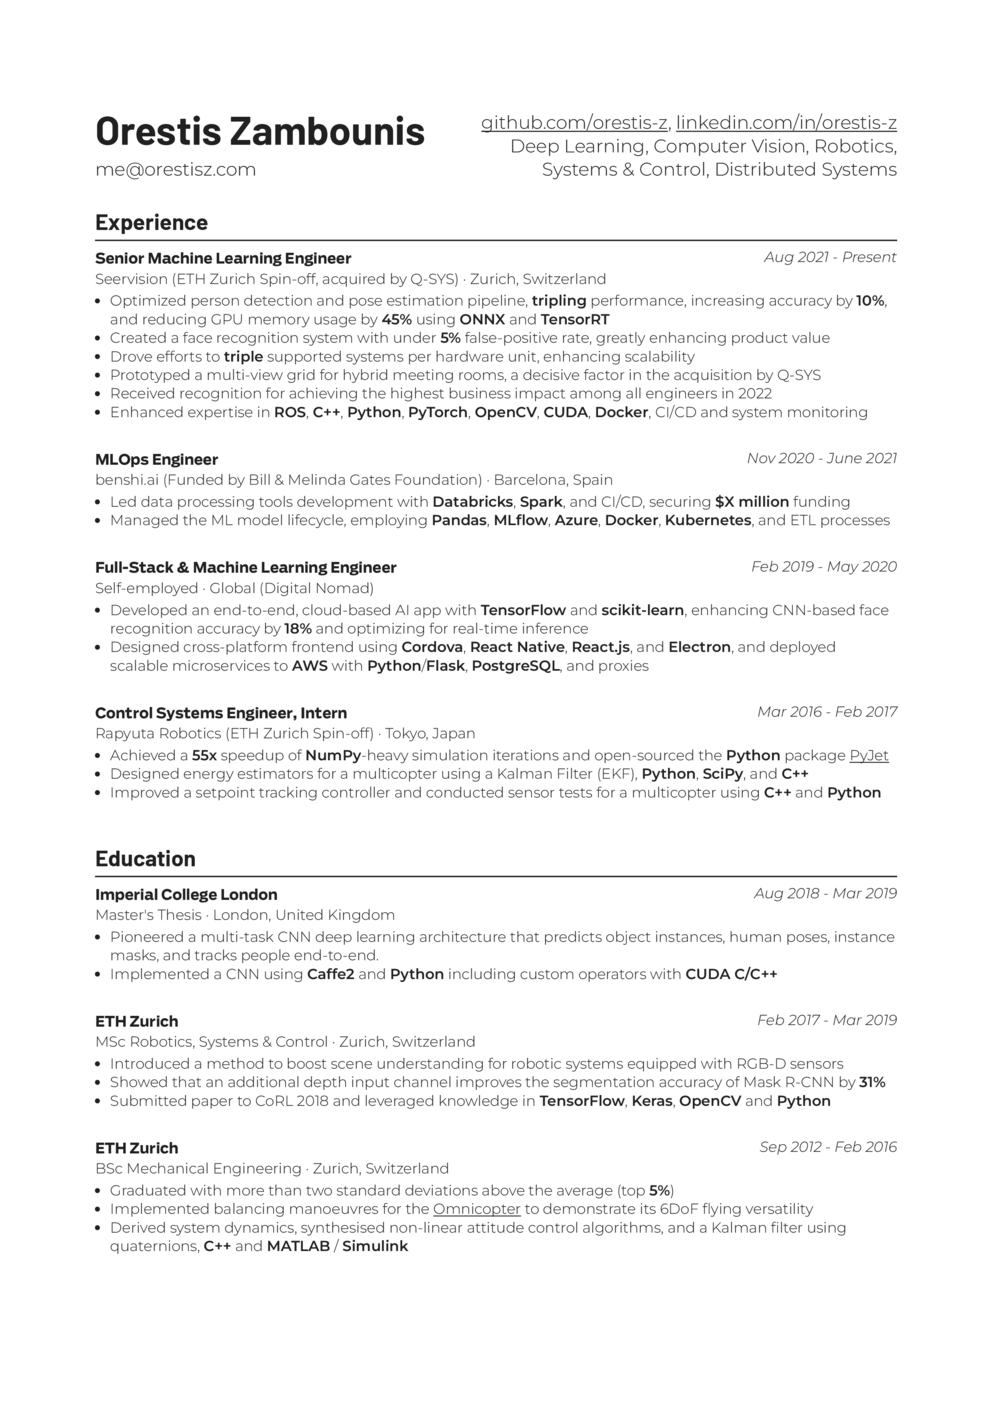 Orestis Zambounis
me@orestisz.com
github.com/orestis-z, linkedin.com/in/orestis-z
Deep Learning, Computer Vision, Robotics,
Systems & Control, Distributed Systems
Experience
Senior Machine Learning Engineer
Aug 2021 - Present
Seervision (ETH Zurich Spin-off, acquired by Q-SYS) · Zurich, Switzerland
• Optimized person detection and pose estimation pipeline, tripling performance, increasing accuracy by 10%,
and reducing GPU memory usage by 45% using ONNX and TensorRT
• Created a face recognition system with under 5% false-positive rate, greatly enhancing product value
• Drove efforts to triple supported systems per hardware unit, enhancing scalability
• Prototyped a multi-view grid for hybrid meeting rooms, a decisive factor in the acquisition by Q-SYS
• Received recognition for achieving the highest business impact among all engineers in 2022
• Enhanced expertise in ROS, C++, Python, PyTorch, OpenCV, CUDA, Docker, CI/CD and system monitoring
MLOps Engineer
Nov 2020 - June 2021
benshi.ai (Funded by Bill & Melinda Gates Foundation) · Barcelona, Spain
• Led data processing tools development with Databricks, Spark, and CI/CD, securing $X million funding
• Managed the ML model lifecycle, employing Pandas, MLflow, Azure, Docker, Kubernetes, and ETL processes
Full-Stack & Machine Learning Engineer
Feb 2019 - May 2020
Self-employed · Global (Digital Nomad)
• Developed an end-to-end, cloud-based AI app with TensorFlow and scikit-learn, enhancing CNN-based face
recognition accuracy by 18% and optimizing for real-time inference
• Designed cross-platform frontend using Cordova, React Native, React.js, and Electron, and deployed
scalable microservices to AWS with Python/Flask, PostgreSQL, and proxies
Control Systems Engineer, Intern
Mar 2016 - Feb 2017
Rapyuta Robotics (ETH Zurich Spin-off) · Tokyo, Japan
• Achieved a 55x speedup of NumPy-heavy simulation iterations and open-sourced the Python package PyJet
• Designed energy estimators for a multicopter using a Kalman Filter (EKF), Python, SciPy, and C++
• Improved a setpoint tracking controller and conducted sensor tests for a multicopter using C++ and Python
Education
Imperial College London
Aug 2018 - Mar 2019
Master's Thesis · London, United Kingdom
• Pioneered a multi-task CNN deep learning architecture that predicts object instances, human poses, instance
masks, and tracks people end-to-end.
• Implemented a CNN using Caffe2 and Python including custom operators with CUDA C/C++
ETH Zurich
Feb 2017 - Mar 2019
MSc Robotics, Systems & Control · Zurich, Switzerland
• Introduced a method to boost scene understanding for robotic systems equipped with RGB-D sensors
• Showed that an additional depth input channel improves the segmentation accuracy of Mask R-CNN by 31%
• Submitted paper to CoRL 2018 and leveraged knowledge in TensorFlow, Keras, OpenCV and Python
ETH Zurich
Sep 2012 - Feb 2016
BSc Mechanical Engineering · Zurich, Switzerland
• Graduated with more than two standard deviations above the average (top 5%)
• Implemented balancing manoeuvres for the Omnicopter to demonstrate its 6DoF flying versatility
• Derived system dynamics, synthesised non-linear attitude control algorithms, and a Kalman filter using
quaternions, C++ and MATLAB / Simulink